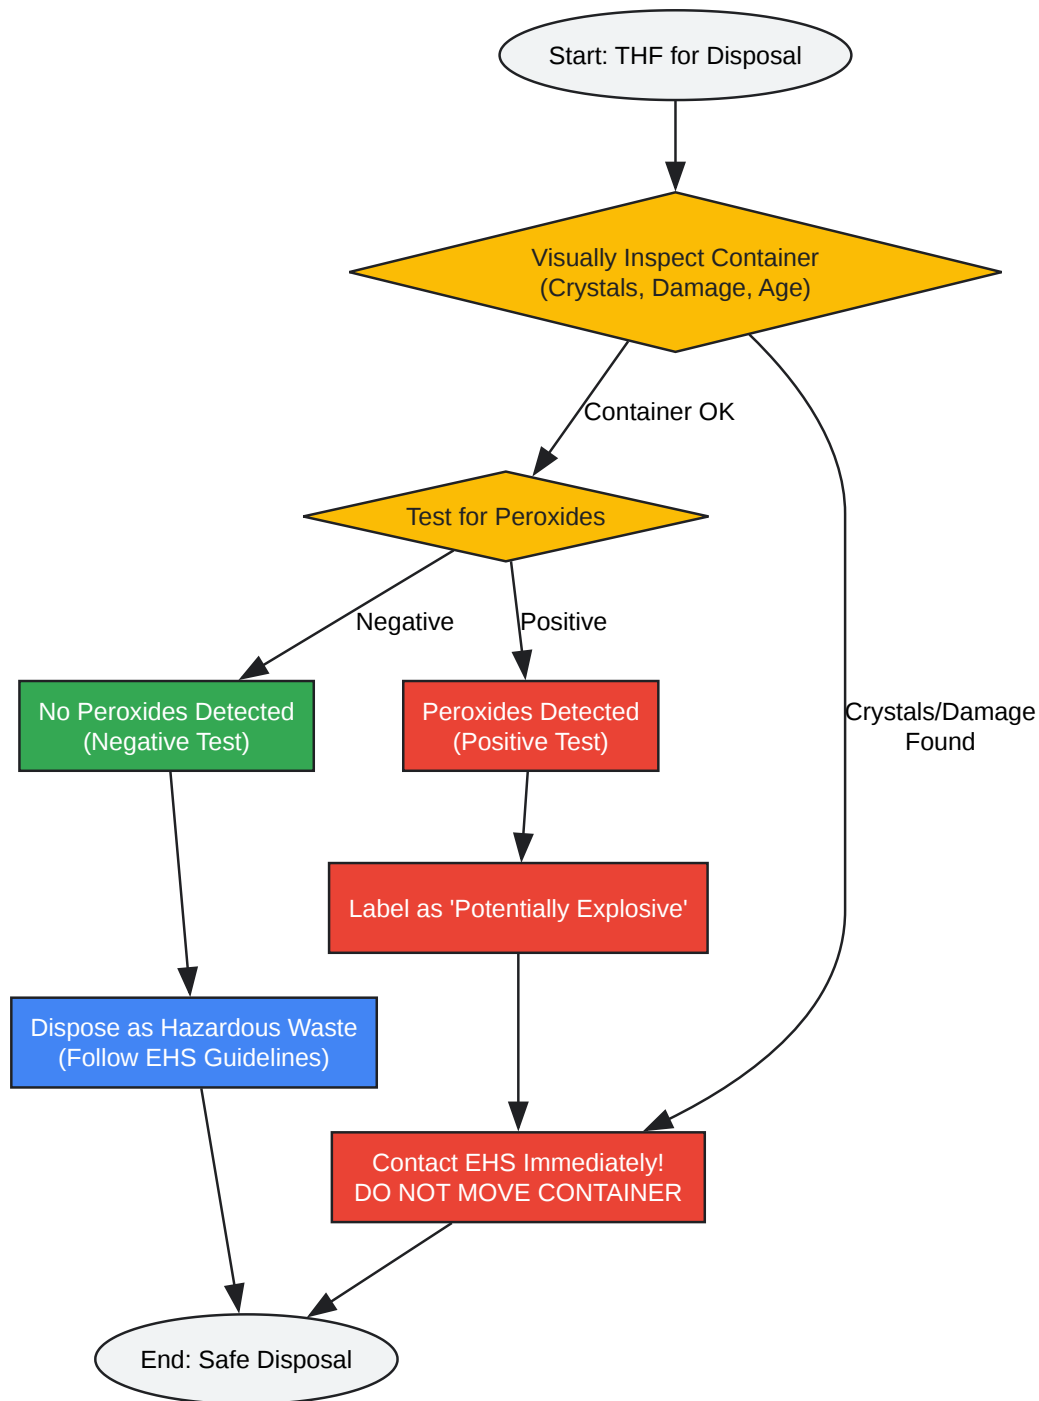 Start: THF for Disposal
Visually Inspect Container
(Crystals, Damage, Age)
Container OK
Test for Peroxides
Negative
Positive
No Peroxides Detected
(Negative Test)
Peroxides Detected
(Positive Test)
Crystals/Damage
Found
Label as 'Potentially Explosive'
Dispose as Hazardous Waste
(Follow EHS Guidelines)
Contact EHS Immediately!
DO NOT MOVE CONTAINER
End: Safe Disposal